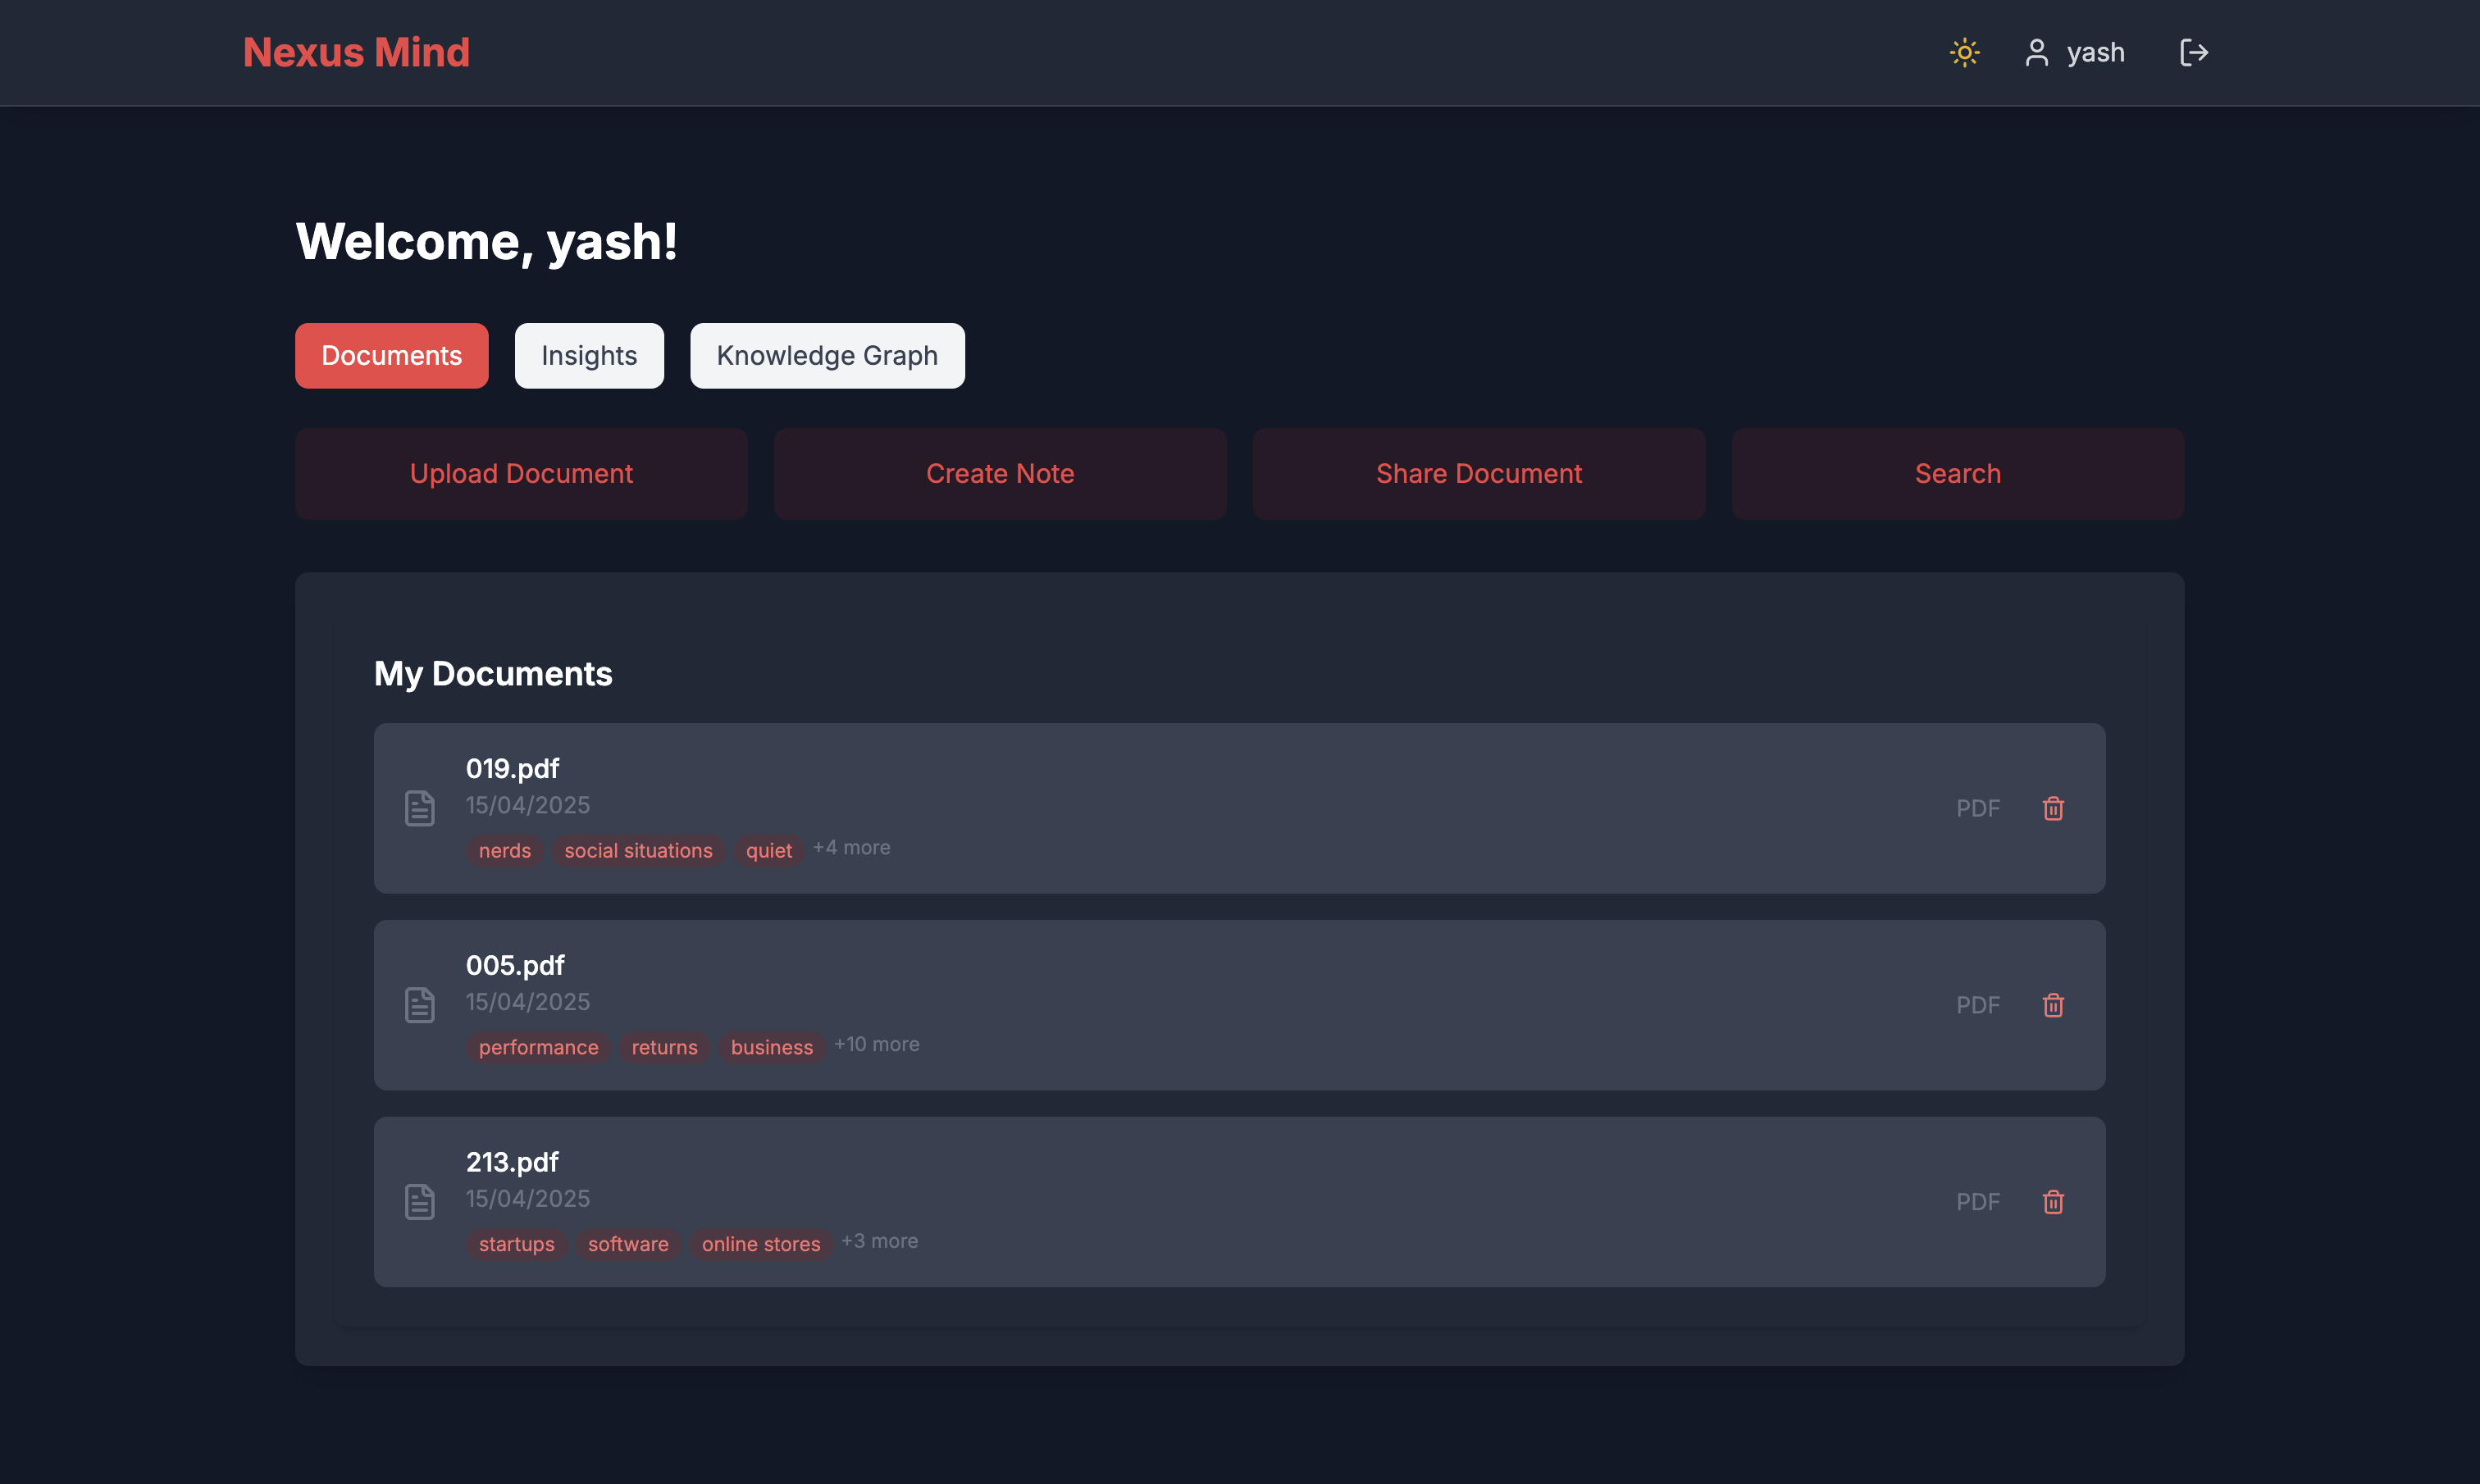 Nexus Mind
yash
Welcome, yash!
Documents Insights Knowledge Graph
Upload Document Create Note Share Document Search
My Documents
019.pdf
15/04/2025
PDF
nerds social situations quiet +4 more
005.pdf
15/04/2025
PDF
performance returns business +10 more
213.pdf
15/04/2025
PDF
startups software online stores +3 more